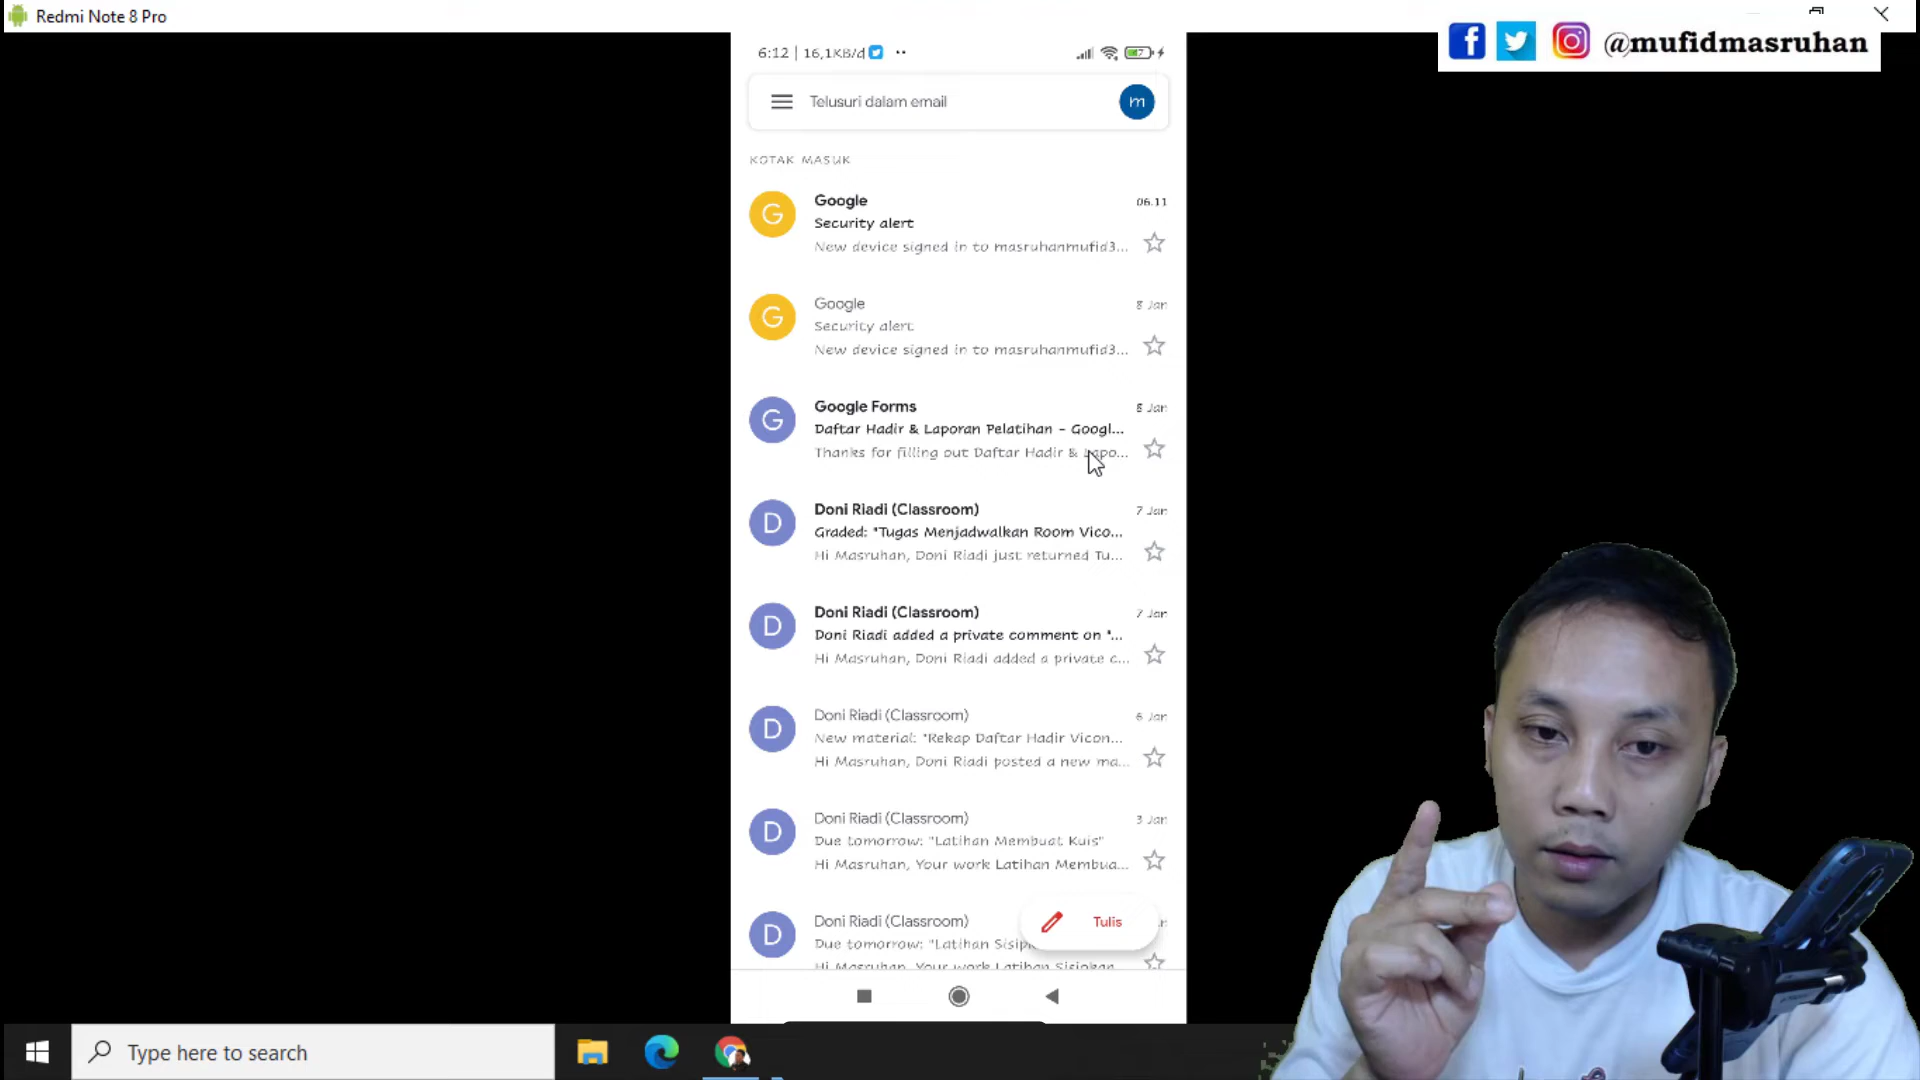 Redmi Note 8 Pro
@mufidmasruhan
6:12 | 16,1KB/d
Telusuri dalam email
m
KOTAK MASUK
G
Google
06.11
Security alert
New device signed in to masruhanmufid3...
G
Google
8 Jan
Security alert
New device signed in to masruhanmufid3...
G
Google Forms
8 Jan
Daftar Hadir & Laporan Pelatihan - Googl...
Thanks for filling out Daftar Hadir & Lapo...
D
Doni Riadi (Classroom)
7 Jan
Graded: "Tugas Menjadwalkan Room Vico...
Hi Masruhan, Doni Riadi just returned Tu...
D
Doni Riadi (Classroom)
7 Jan
Doni Riadi added a private comment on "...
Hi Masruhan, Doni Riadi added a private c...
D
Doni Riadi (Classroom)
6 Jan
New material: "Rekap Daftar Hadir Vicon...
Hi Masruhan, Doni Riadi posted a new ma...
D
Doni Riadi (Classroom)
3 Jan
Due tomorrow: "Latihan Membuat Kuis"
Hi Masruhan, Your work Latihan Membua...
D
Doni Riadi (Classroom)
Due tomorrow: "Latihan
Hi Masruhan, Your work Latihan
Tulis
Type here to search